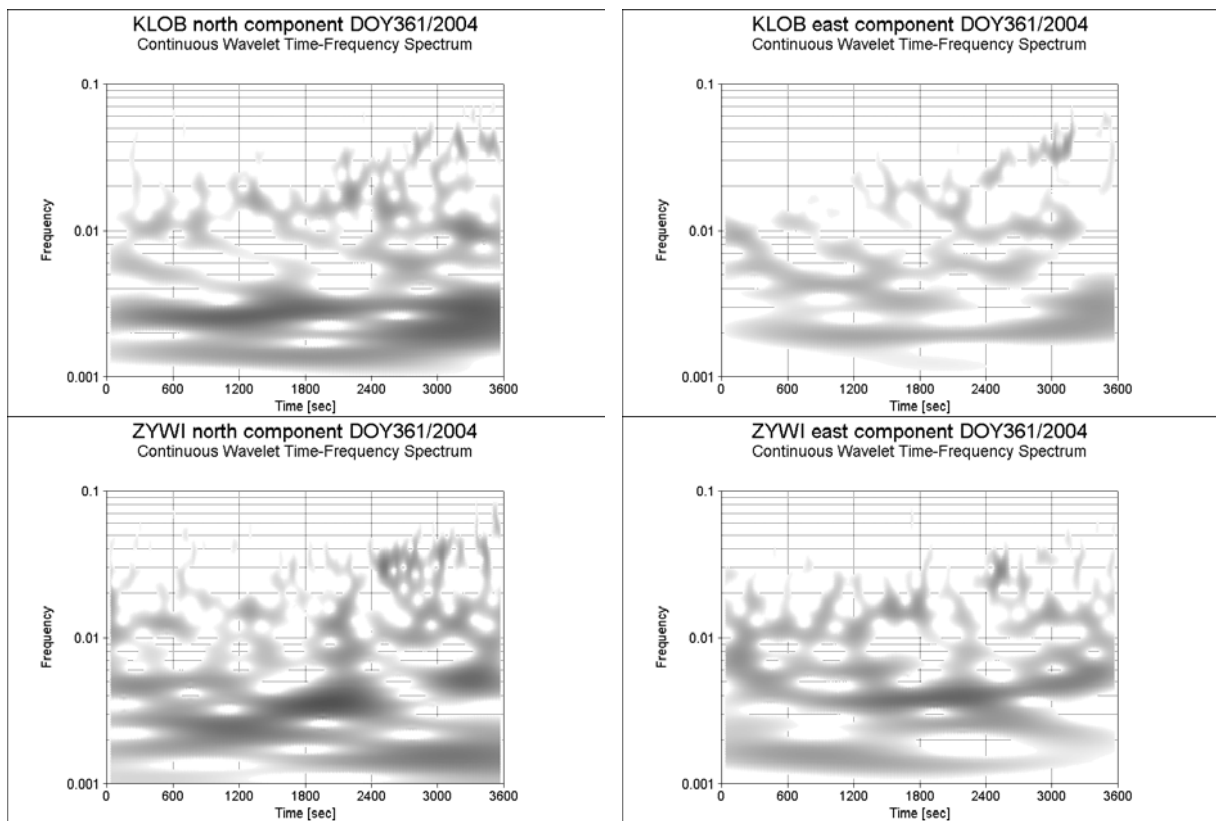 KLOB north component DOY361/2004
Continuous Wavelet Time-Frequency Spectrum
0.1
Frequency
0.01
0.001
0 600 1200 1800 2400 3000 3600
Time [sec]
KLOB east component DOY361/2004
Continuous Wavelet Time-Frequency Spectrum
0.1
Frequency
0.01
0.001
0 600 1200 1800 2400 3000 3600
Time [sec]
ZYWI north component DOY361/2004
Continuous Wavelet Time-Frequency Spectrum
0.1
Frequency
0.01
0.001
0 600 1200 1800 2400 3000 3600
Time [sec]
ZYWI east component DOY361/2004
Continuous Wavelet Time-Frequency Spectrum
0.1
Frequency
0.01
0.001
0 600 1200 1800 2400 3000 3600
Time [sec]